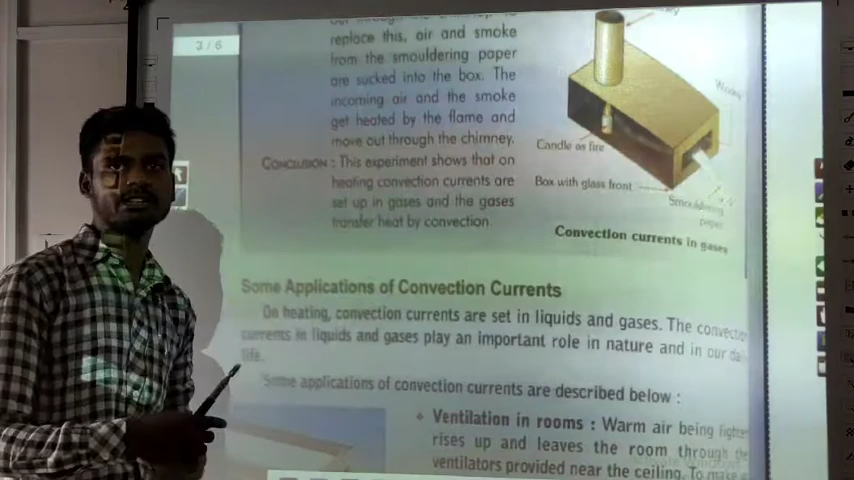 3 / 6
replace this, air and smoke
from the smouldering paper
are sucked into the box. The
incoming air and the smoke
get heated by the flame and
move out through the chimney.
CONCLUSION : This experiment shows that on
heating convection currents are
set up in gases and the gases
transfer heat by convection.
Candle as fire
Box with glass front
Smouldering
paper
Convection currents in gases
Some Applications of Convection Currents
On heating, convection currents are set in liquids and gases. The convection
currents in liquids and gases play an important role in nature and in our
life.
Some applications of convection currents are described below :
Ventilation in rooms : Warm air being lighter
rises up and leaves the room through the
ventilators provided near the ceiling. To make